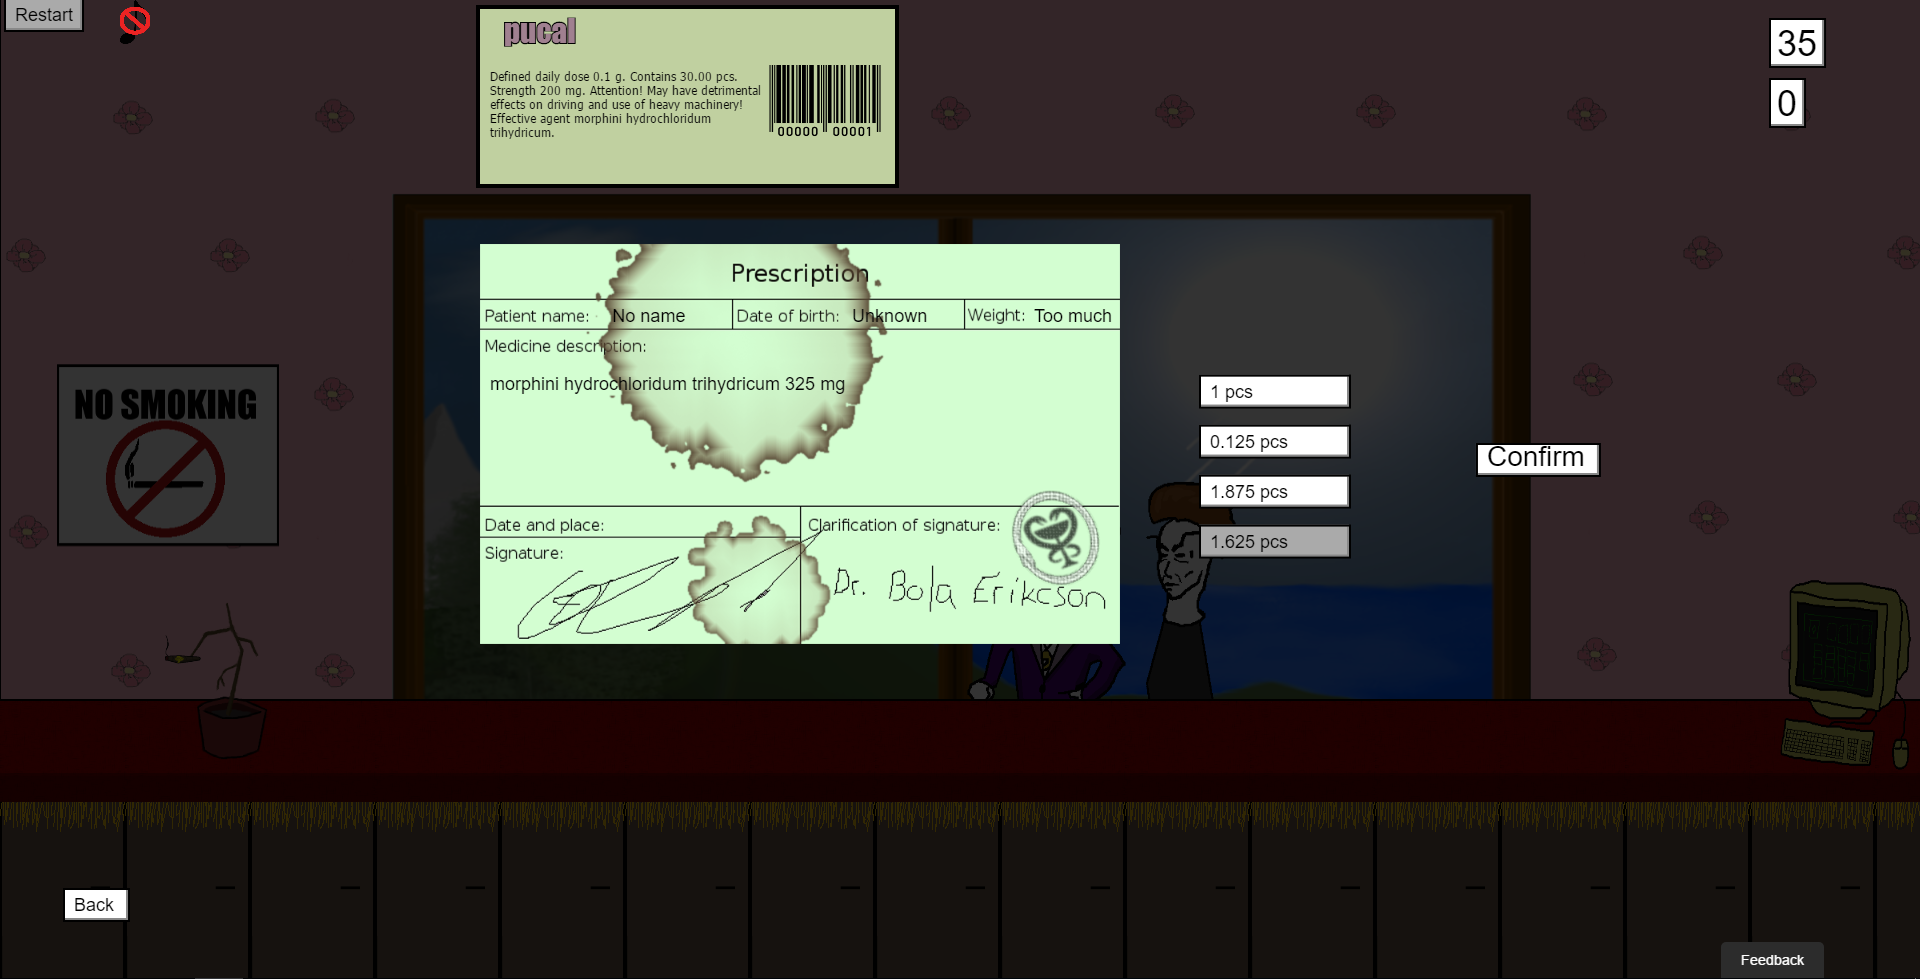 Restart
pucal
Defined daily dose 0.1 g. Contains 30.00 pcs.
Strength 200 mg. Attention! May have detrimental
effects on driving and use of heavy machinery!
Effective agent morphini hydrochloridum
trihydricum.
00000 00001
35
0
Prescription
Patient name: No name Date of birth: Unknown Weight: Too much
Medicine description:
morphini hydrochloridum trihydricum 325 mg
Date and place:
Clarification of signature:
Signature:
Dr. Bola Erikcson
NO SMOKING
1 pcs
0.125 pcs
1.875 pcs
1.625 pcs
Confirm
Back
Feedback